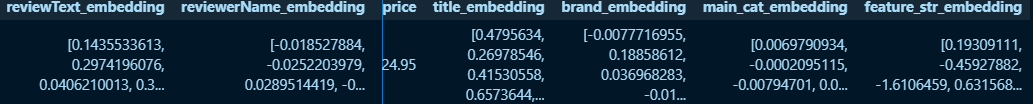 reviewText_embedding reviewerName_embedding price title_embedding brand_embedding main_cat_embedding feature_str_embedding
[0.1435533613, 0.2974196076, 0.0406210013, 0.3...
[-0.018527884, -0.0252203979, 0.0289514419, -0...
24.95
[0.4795634, 0.26978546, 0.41530558, 0.6573644,...
[-0.0077716955, 0.18858612, 0.036968283, -0.01...
[0.0069790934, -0.0002095115, -0.00794701, 0.0...
[0.19309111, -0.45927882, -1.6106459, 0.631568...